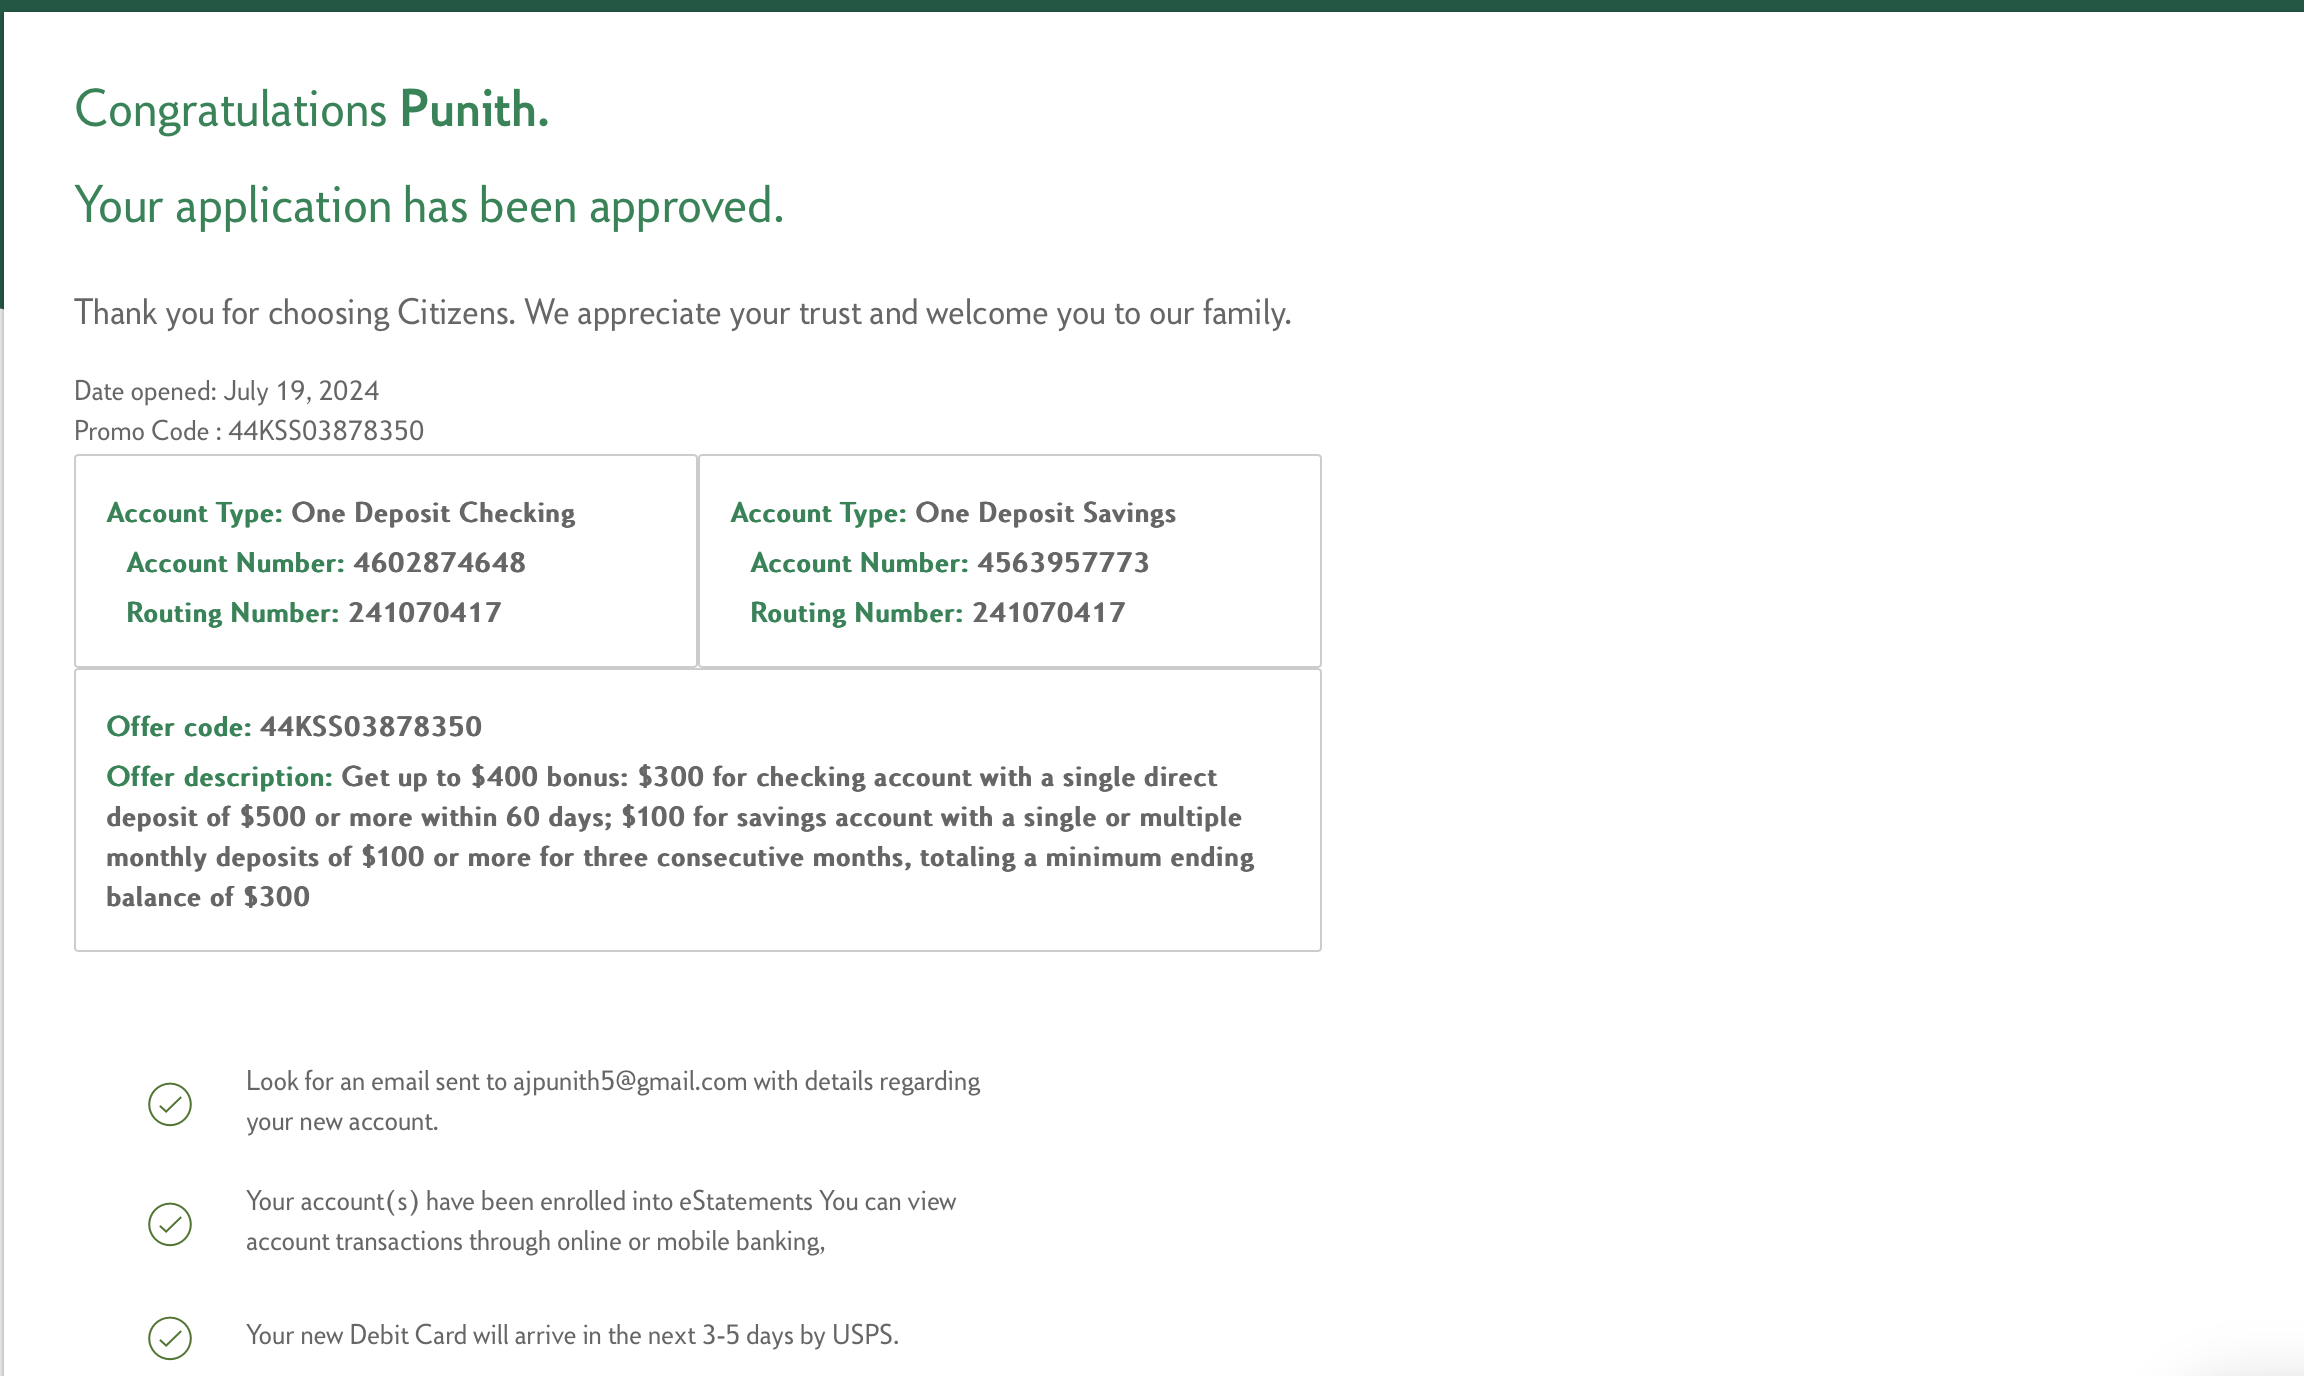 Congratulations Punith.
Your application has been approved.
Thank you for choosing Citizens. We appreciate your trust and welcome you to our family.
Date opened: July 19, 2024
Promo Code : 44KSS03878350
Account Type: One Deposit Checking
Account Number: 4602874648
Routing Number: 241070417
Account Type: One Deposit Savings
Account Number: 4563957773
Routing Number: 241070417
Offer code: 44KSS03878350
Offer description: Get up to $400 bonus: $300 for checking account with a single direct
deposit of $500 or more within 60 days; $100 for savings account with a single or multiple
monthly deposits of $100 or more for three consecutive months, totaling a minimum ending
balance of $300
Look for an email sent to ajpunith5@gmail.com with details regarding
your new account.
Your account(s) have been enrolled into eStatements You can view
account transactions through online or mobile banking,
Your new Debit Card will arrive in the next 3-5 days by USPS.